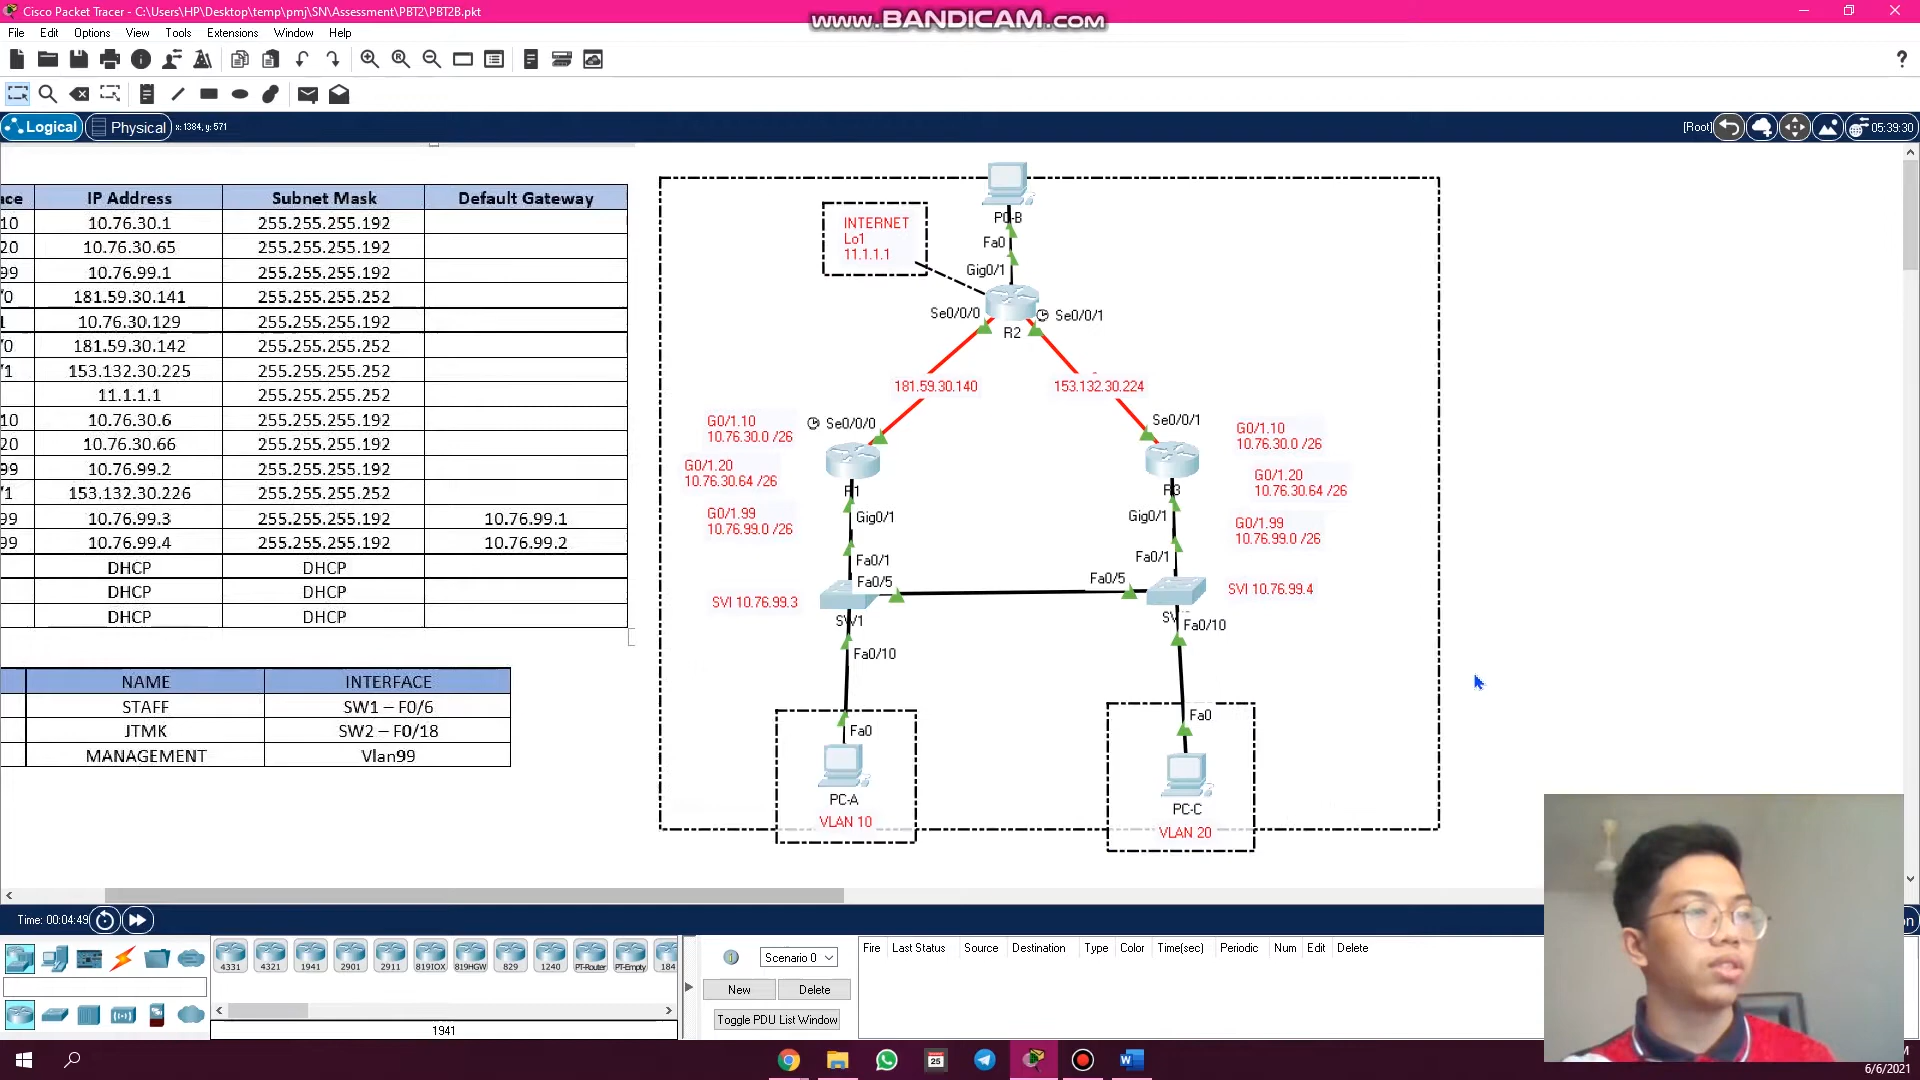 Cisco Packet Tracer - C:\Users\HP\Desktop\temp\pmj\SN\Assessment\PBT2\PBT2B.pkt
www.BANDICAM.com
File Edit Options View Tools Extensions Window Help
Logical Physical x: 1384, y: 571
[Root] 05:39:30
ace IP Address Subnet Mask Default Gateway
10 10.76.30.1 255.255.255.192
20 10.76.30.65 255.255.255.192
99 10.76.99.1 255.255.255.192
/0 181.59.30.141 255.255.255.252
1 10.76.30.129 255.255.255.192
/0 181.59.30.142 255.255.255.252
/1 153.132.30.225 255.255.255.252
11.1.1.1 255.255.255.252
10 10.76.30.6 255.255.255.192
20 10.76.30.66 255.255.255.192
99 10.76.99.2 255.255.255.192
/1 153.132.30.226 255.255.255.252
99 10.76.99.3 255.255.255.192 10.76.99.1
99 10.76.99.4 255.255.255.192 10.76.99.2
DHCP DHCP
DHCP DHCP
DHCP DHCP
NAME INTERFACE
STAFF SW1 – F0/6
JTMK SW2 – F0/18
MANAGEMENT Vlan99
PC-B
INTERNET
Lo1
11.1.1.1
Fa0
Gig0/1
Se0/0/0
Se0/0/1
R2
181.59.30.140
153.132.30.224
G0/1.10
10.76.30.0 /26
Se0/0/0
Se0/0/1
G0/1.10
10.76.30.0 /26
G0/1.20
10.76.30.64 /26
R1
R3
G0/1.20
10.76.30.64 /26
G0/1.99
10.76.99.0 /26
Gig0/1
Gig0/1
G0/1.99
10.76.99.0 /26
Fa0/1
Fa0/1
Fa0/5
Fa0/5
SVI 10.76.99.3
SVI 10.76.99.4
SW1
Fa0/10
Fa0/10
Fa0
Fa0
PC-A
VLAN 10
PC-C
VLAN 20
Time: 00:04:49
4331 4321 1941 2901 2911 819IOX 819HGW 829 1240 PT-Router PT-Empty 184
1941
Scenario 0
New Delete
Toggle PDU List Window
Fire Last Status Source Destination Type Color Time(sec) Periodic Num Edit Delete
25
6/6/2021